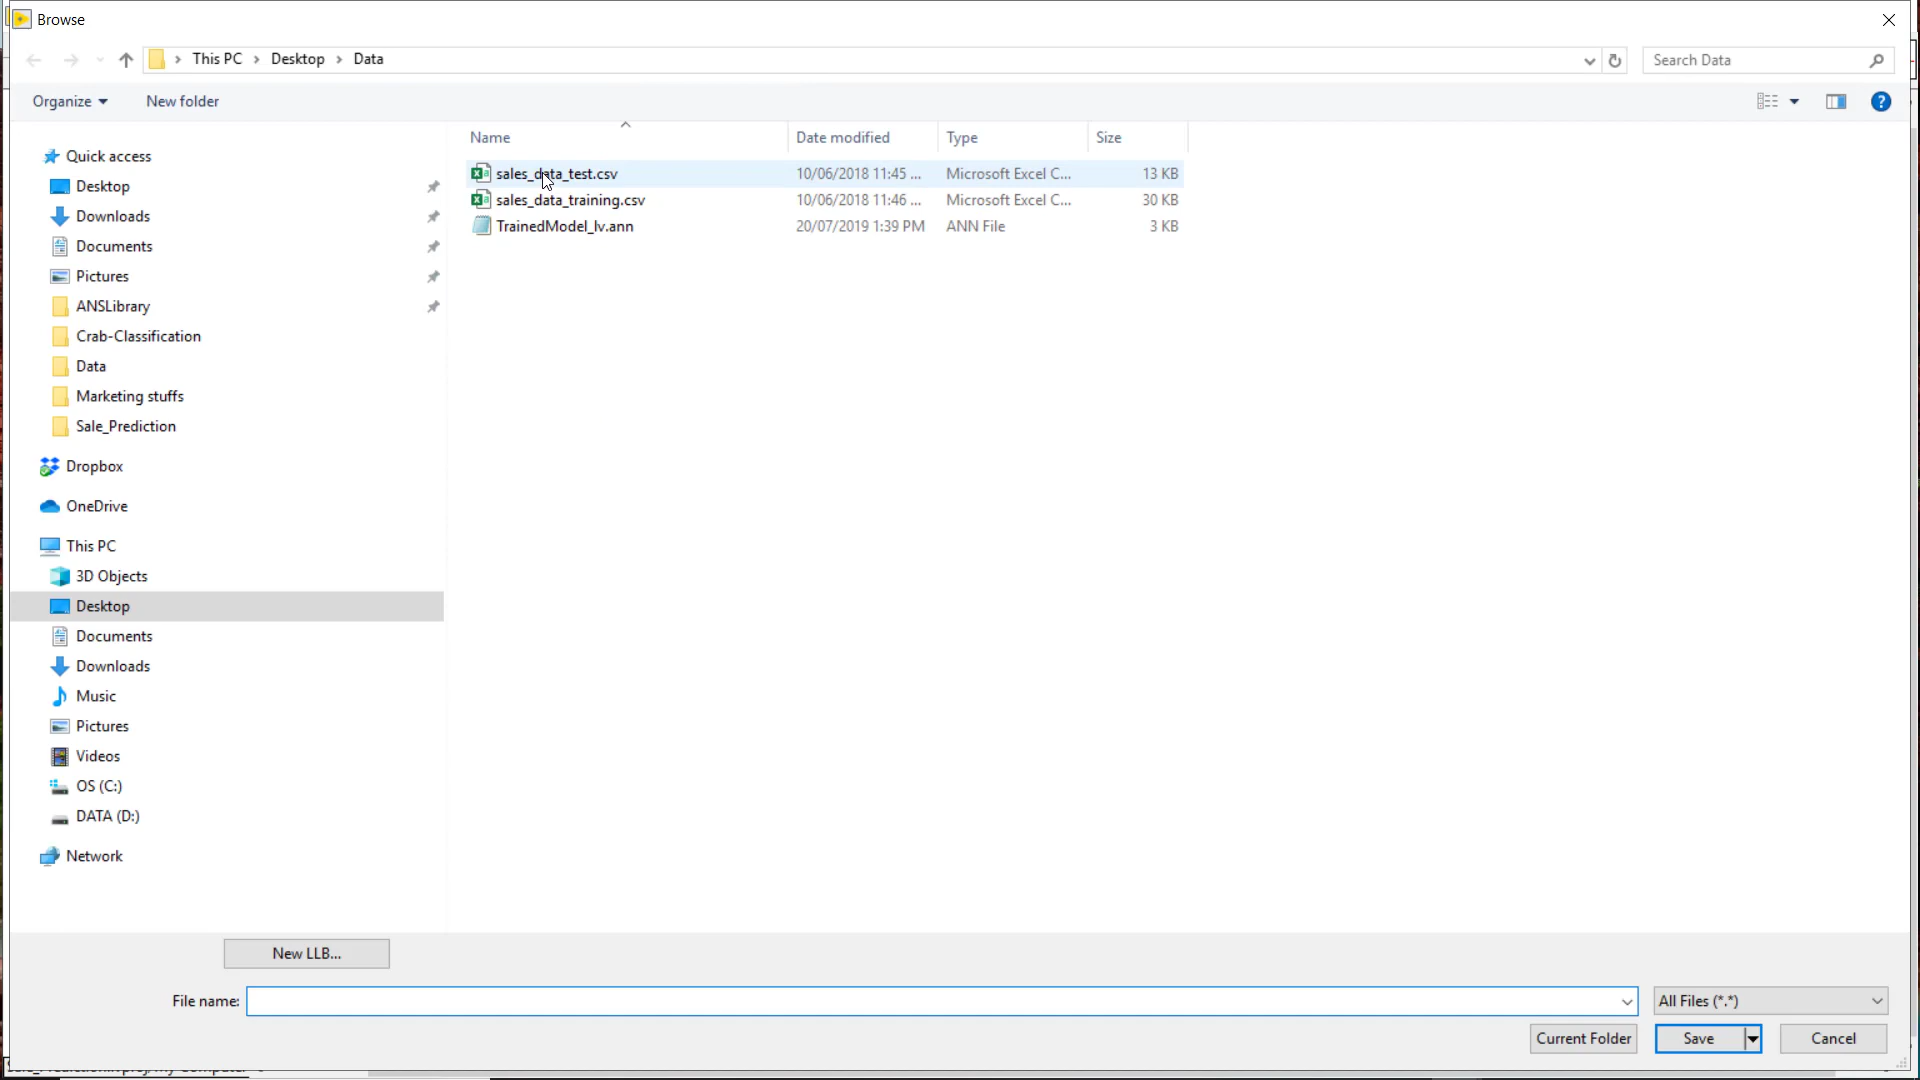 Browse
This PC > Desktop > Data
Search Data
Organize
New folder
Name
Date modified
Type
Size
Quick access
Desktop
Downloads
Documents
Pictures
ANSLibrary
Crab-Classification
Data
Marketing stuffs
Sale_Prediction
Dropbox
OneDrive
This PC
3D Objects
Desktop
Documents
Downloads
Music
Pictures
Videos
OS (C:)
DATA (D:)
Network
sales_data_test.csv 10/06/2018 11:45 ... Microsoft Excel C... 13 KB
sales_data_training.csv 10/06/2018 11:46 ... Microsoft Excel C... 30 KB
TrainedModel_lv.ann 20/07/2019 1:39 PM ANN File 3 KB
New LLB...
File name:
All Files (*.*)
Current Folder
Save
Cancel